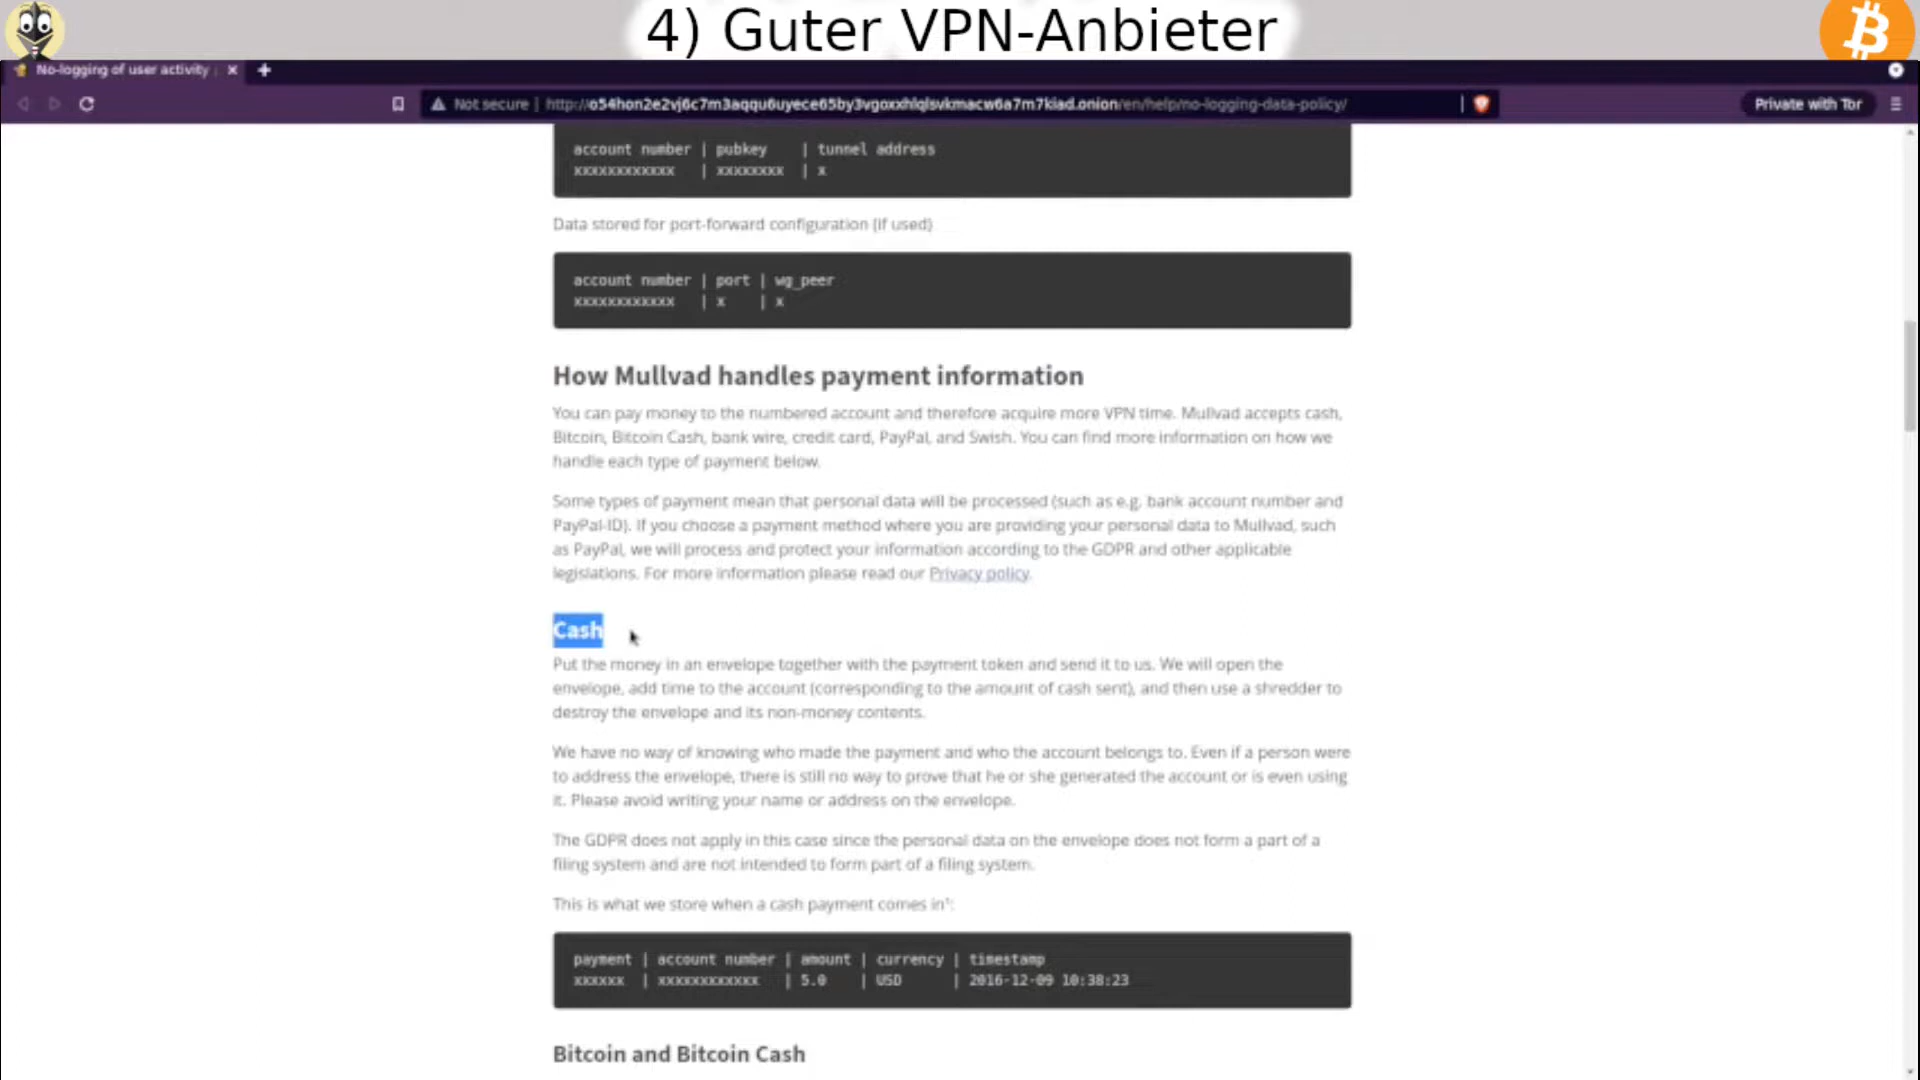 4) Guter VPN-Anbieter
No-logging of user activity
Not secure | http://o54hon2e2vj6c7m3aqqu6uyece65by3vgoxxhlqlsvkmacw6a7m7kiad.onion/en/help/no-logging-data-policy/
Private with Tor
account number | pubkey | tunnel address
xxxxxxxxxxxx | xxxxxxxx | x
Data stored for port-forward configuration (if used)
account number | port | wg_peer
xxxxxxxxxxxx | x | x
How Mullvad handles payment information
You can pay money to the numbered account and therefore acquire more VPN time. Mullvad accepts cash,
Bitcoin, Bitcoin Cash, bank wire, credit card, PayPal, and Swish. You can find more information on how we
handle each type of payment below.
Some types of payment mean that personal data will be processed (such as e.g. bank account number and
PayPal-ID). If you choose a payment method where you are providing your personal data to Mullvad, such
as PayPal, we will process and protect your information according to the GDPR and other applicable
legislations. For more information please read our Privacy policy.
Cash
Put the money in an envelope together with the payment token and send it to us. We will open the
envelope, add time to the account (corresponding to the amount of cash sent), and then use a shredder to
destroy the envelope and its non-money contents.
We have no way of knowing who made the payment and who the account belongs to. Even if a person were
to address the envelope, there is still no way to prove that he or she generated the account or is even using
it. Please avoid writing your name or address on the envelope.
The GDPR does not apply in this case since the personal data on the envelope does not form a part of a
filing system and are not intended to form part of a filing system.
This is what we store when a cash payment comes in¹:
payment | account number | amount | currency | timestamp
xxxxxx | xxxxxxxxxxxx | 5.0 | USD | 2016-12-09 10:38:23
Bitcoin and Bitcoin Cash